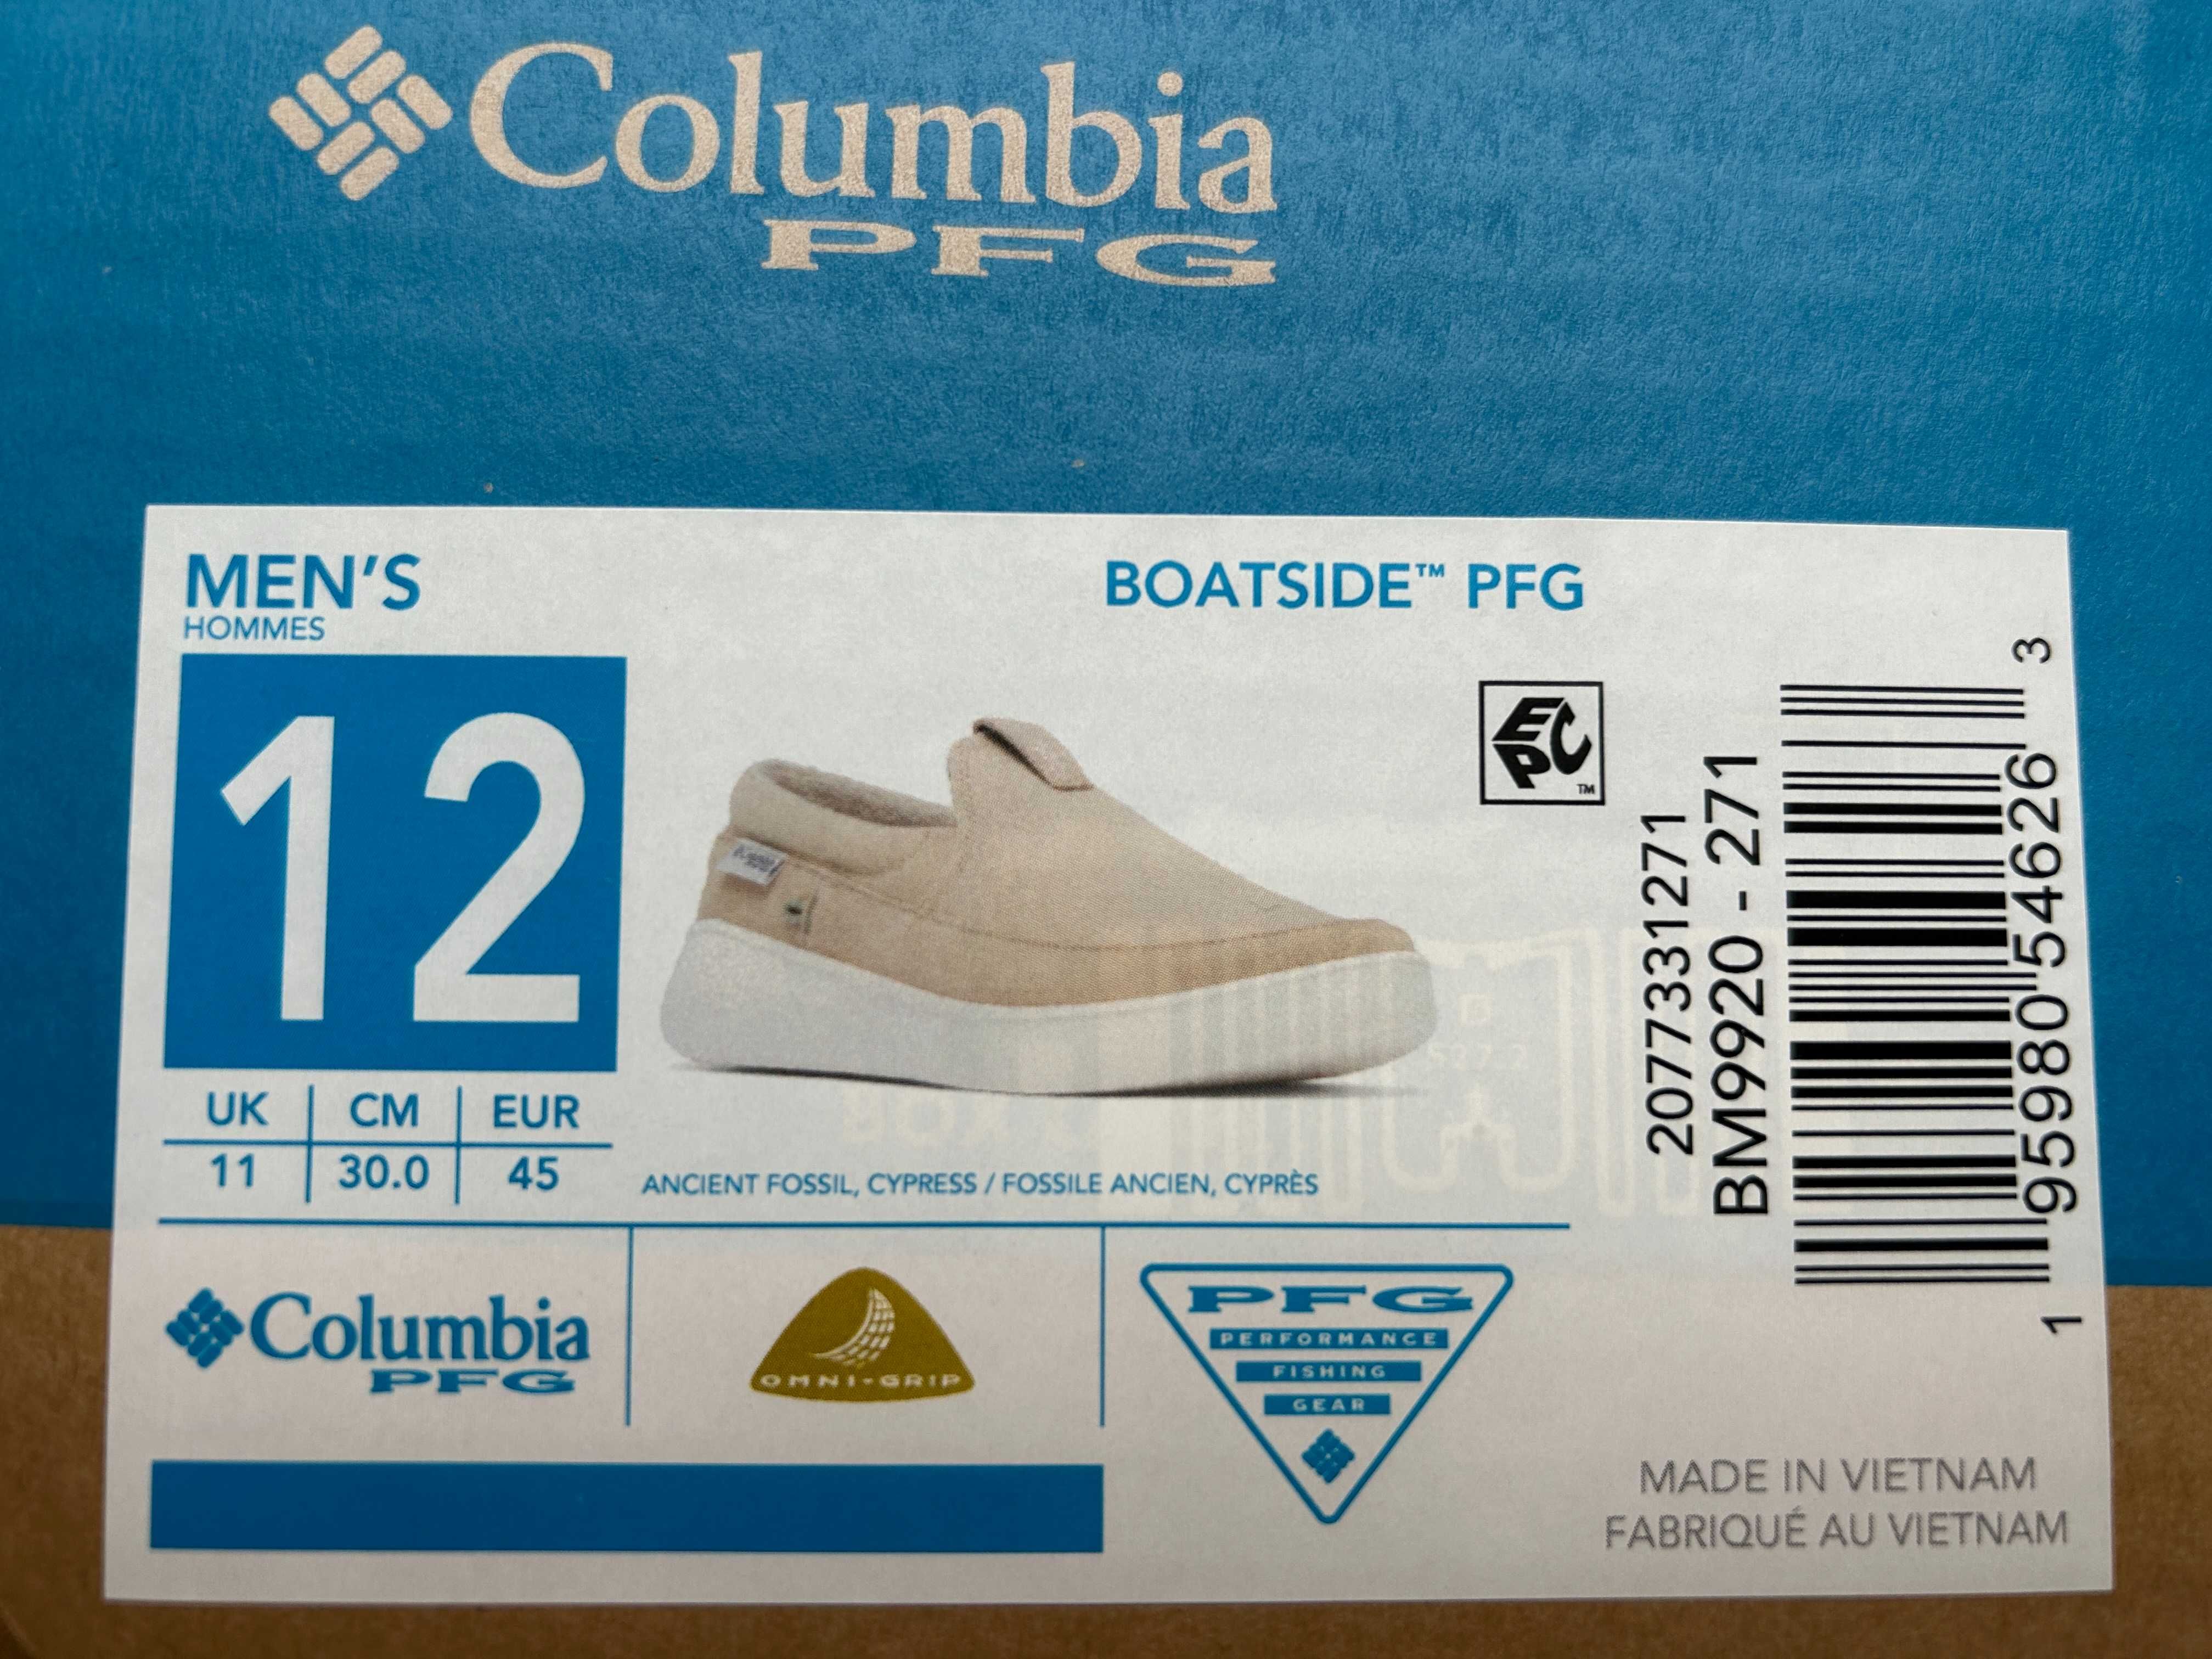 Columbia
PFG
MEN'S
HOMMES
BOATSIDE™ PFG
12
UK CM EUR
11 30.0 45
ANCIENT FOSSIL, CYPRESS / FOSSILE ANCIEN, CYPRÈS
EPC™
2077331271
BM9920 - 271
1 95980 54626 3
Columbia
PFG
OMNI-GRIP
PFG
PERFORMANCE
FISHING
GEAR
MADE IN VIETNAM
FABRIQUÉ AU VIETNAM